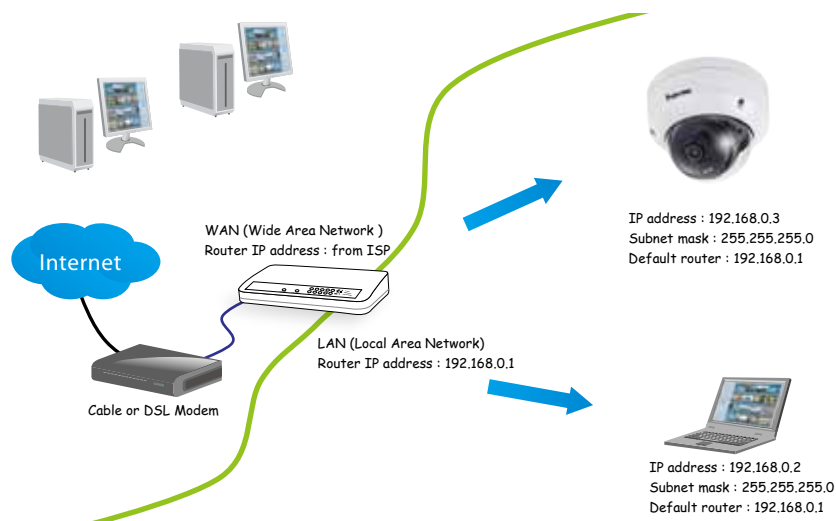 WAN (Wide Area Network )
Router IP address : from ISP
Internet
LAN (Local Area Network)
Router IP address : 192.168.0.1
Cable or DSL Modem
IP address : 192.168.0.3
Subnet mask : 255.255.255.0
Default router : 192.168.0.1
IP address : 192.168.0.2
Subnet mask : 255.255.255.0
Default router : 192.168.0.1